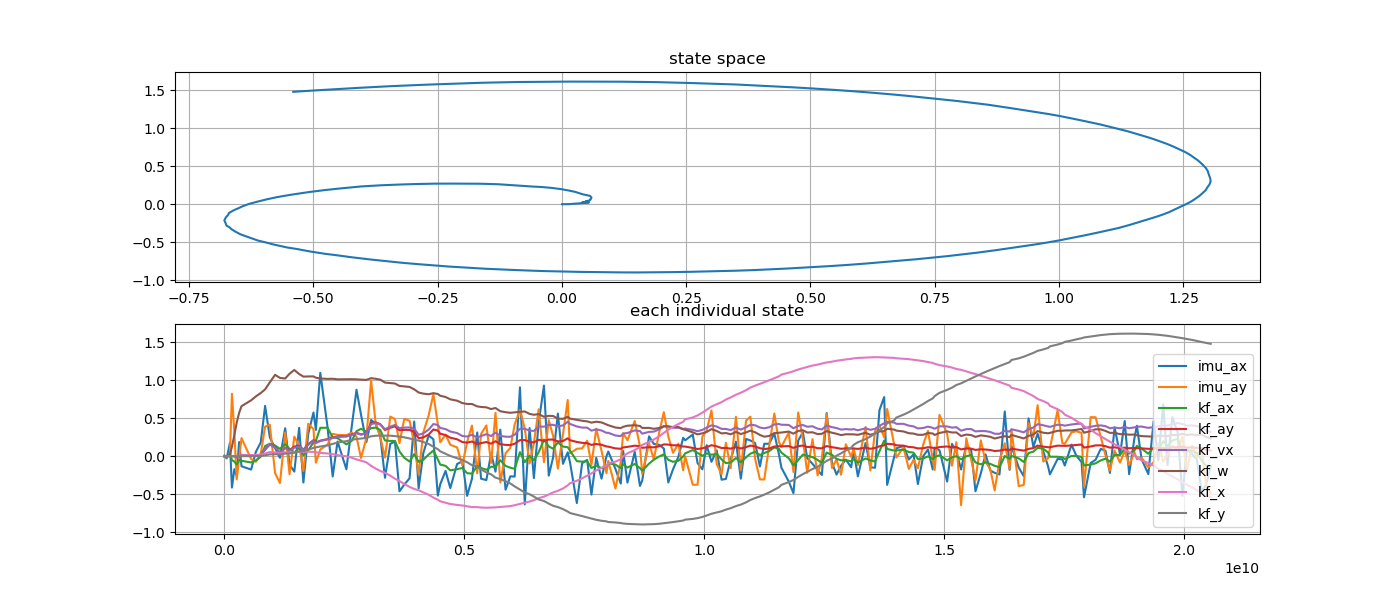 state space
1.5
1.0
0.5
0.0
−0.5
−1.0
−0.75 −0.50 −0.25 0.00 0.25 0.50 0.75 1.00 1.25
each individual state
1.5
1.0
0.5
0.0
−0.5
−1.0
imu_ax
imu_ay
kf_ax
kf_ay
kf_vx
kf_w
kf_x
kf_y
0.0 0.5 1.0 1.5 2.0
1e10